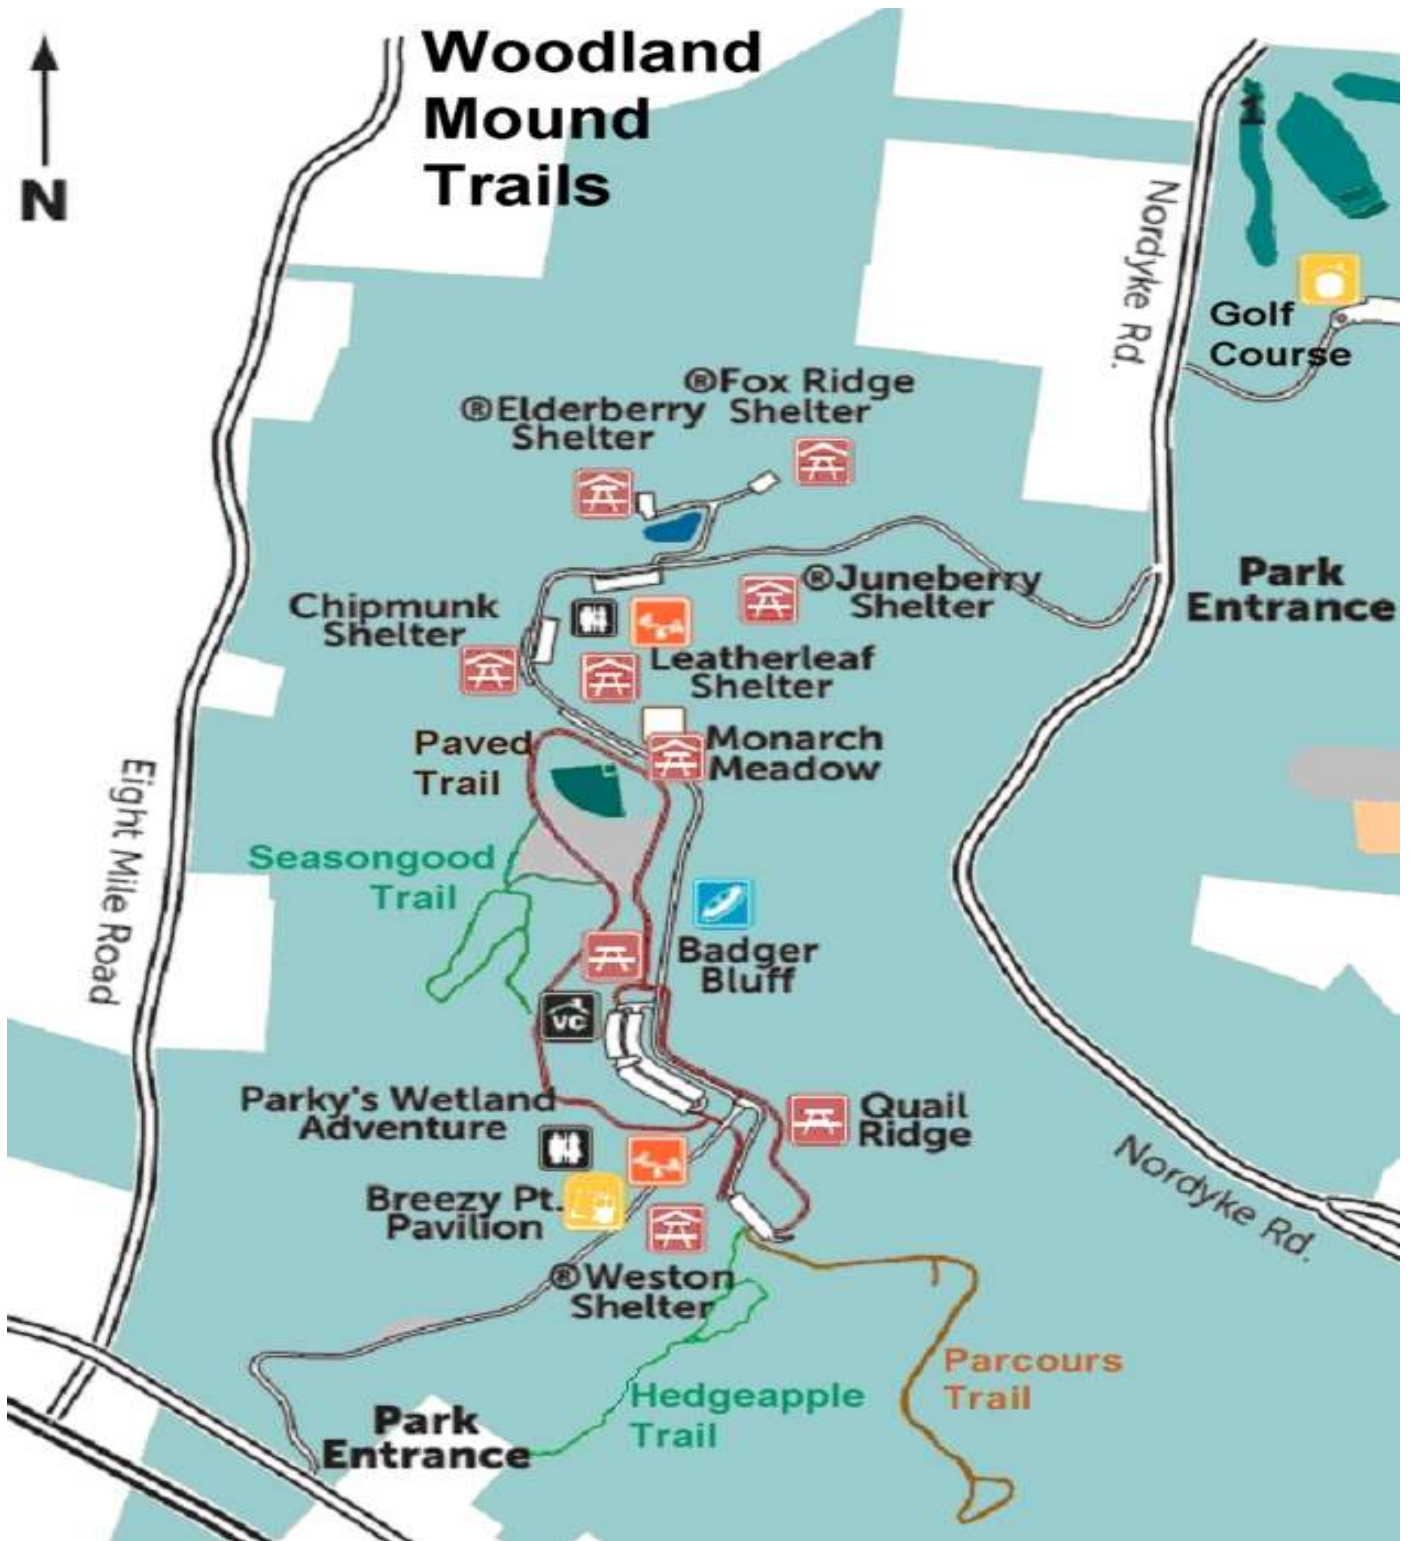 Woodland
Mound
Trails
N
1
Nordyke Rd.
Golf
Course
®Fox Ridge
Shelter
®Elderberry
Shelter
Park
Entrance
®Juneberry
Shelter
Chipmunk
Shelter
Leatherleaf
Shelter
Monarch
Meadow
Paved
Trail
Eight Mile Road
Seasongood
Trail
Badger
Bluff
VC
Parky's Wetland
Adventure
Quail
Ridge
Nordyke Rd.
Breezy Pt.
Pavilion
®Weston
Shelter
Parcours
Trail
Hedgeapple
Trail
Park
Entrance